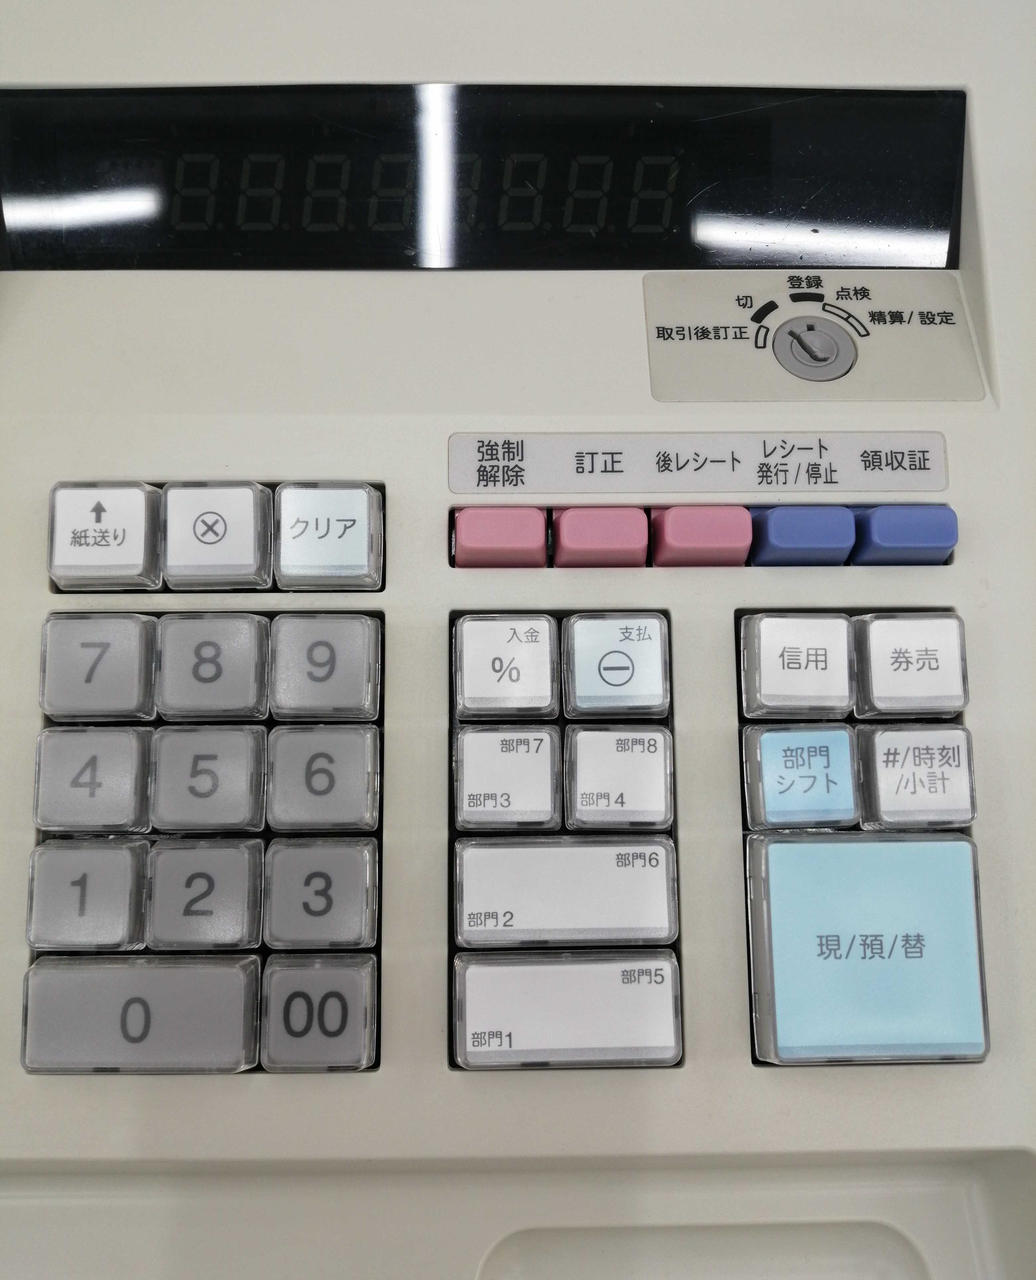 登録
切
点検
取引後訂正
精算/設定
強制
解除
訂正
後レシート
レシート
発行/停止
領収証
↑
紙送り
⊗
クリア
7
8
9
入金
%
支払
⊖
信用
券売
4
5
6
部門7
部門3
部門8
部門4
部門
シフト
#/時刻
/小計
1
2
3
部門6
部門2
現/預/替
0
00
部門5
部門1